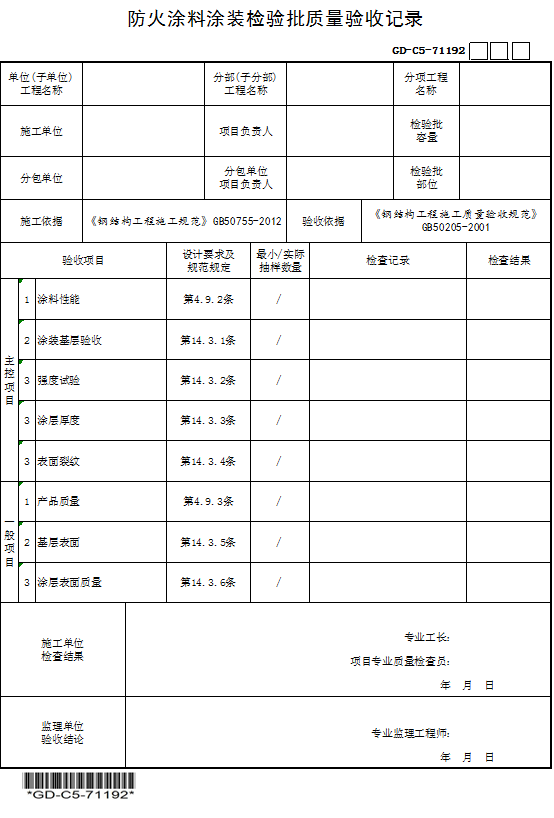 防火涂料涂装检验批质量验收记录
GD-C5-71192
单位(子单位)
工程名称
分部(子分部)
工程名称
分项工程
名称
施工单位
项目负责人
检验批
容量
分包单位
分包单位
项目负责人
检验批
部位
施工依据
《钢结构工程施工规范》GB50755-2012
验收依据
《钢结构工程施工质量验收规范》
GB50205-2001
验收项目
设计要求及
规范规定
最小/实际
抽样数量
检查记录
检查结果
主控项目
1 涂料性能 第4.9.2条 /
2 涂装基层验收 第14.3.1条 /
3 强度试验 第14.3.2条 /
3 涂层厚度 第14.3.3条 /
3 表面裂纹 第14.3.4条 /
一般项目
1 产品质量 第4.9.3条 /
2 基层表面 第14.3.5条 /
3 涂层表面质量 第14.3.6条 /
施工单位
检查结果
专业工长:
项目专业质量检查员:
年 月 日
监理单位
验收结论
专业监理工程师:
年 月 日
*GD-C5-71192*